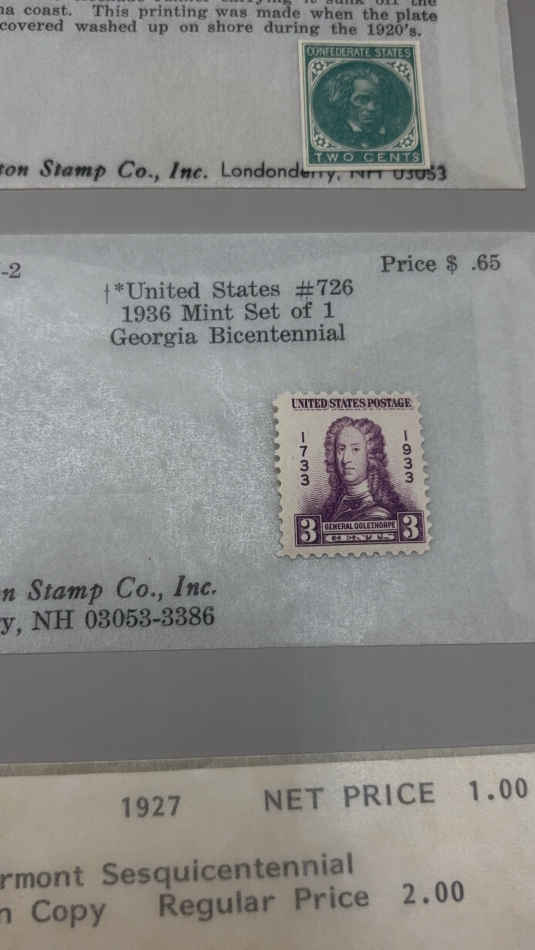 na coast. This printing was made when the plate
covered washed up on shore during the 1920's.
CONFEDERATE STATES
TWO CENTS
ton Stamp Co., Inc. Londonderry, NH 03053
-2
Price $ .65
†*United States #726
1936 Mint Set of 1
Georgia Bicentennial
UNITED STATES POSTAGE
1733
1933
GENERAL OGLETHORPE
3 CENTS 3
n Stamp Co., Inc.
y, NH 03053-3386
1927 NET PRICE 1.00
rmont Sesquicentennial
n Copy Regular Price 2.00